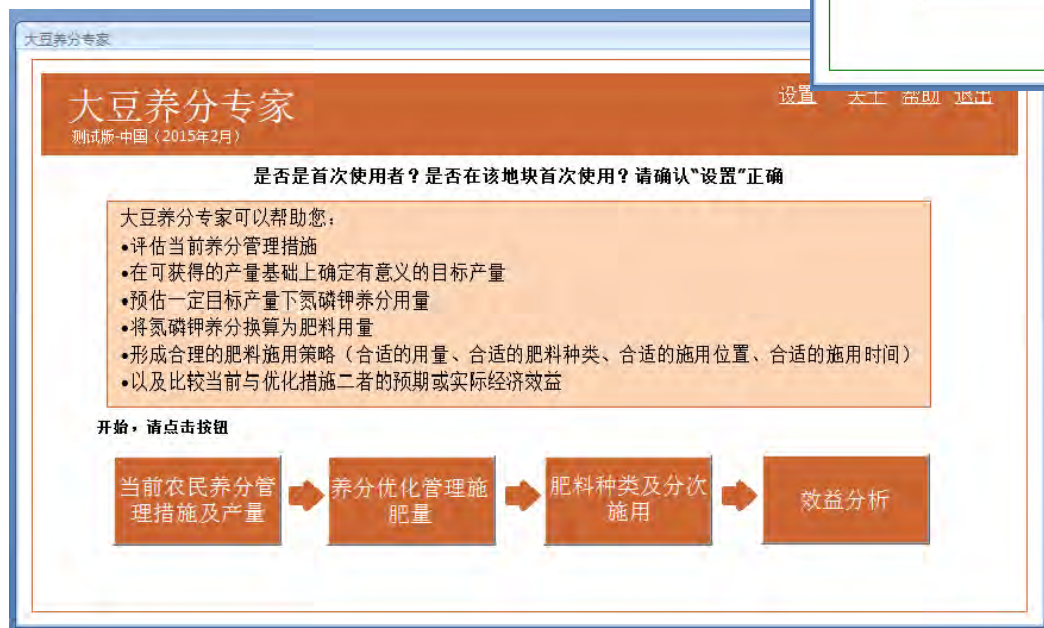 大豆养分专家
大豆养分专家
设置 关于 帮助 退出
测试版-中国（2015年2月）
是否是首次使用者？是否在该地块首次使用？请确认“设置”正确
大豆养分专家可以帮助您：
•评估当前养分管理措施
•在可获得的产量基础上确定有意义的目标产量
•预估一定目标产量下氮磷钾养分用量
•将氮磷钾养分换算为肥料用量
•形成合理的肥料施用策略（合适的用量、合适的肥料种类、合适的施用位置、合适的施用时间）
•以及比较当前与优化措施二者的预期或实际经济效益
开始，请点击按钮
当前农民养分管
理措施及产量
养分优化管理施
肥量
肥料种类及分次
施用
效益分析